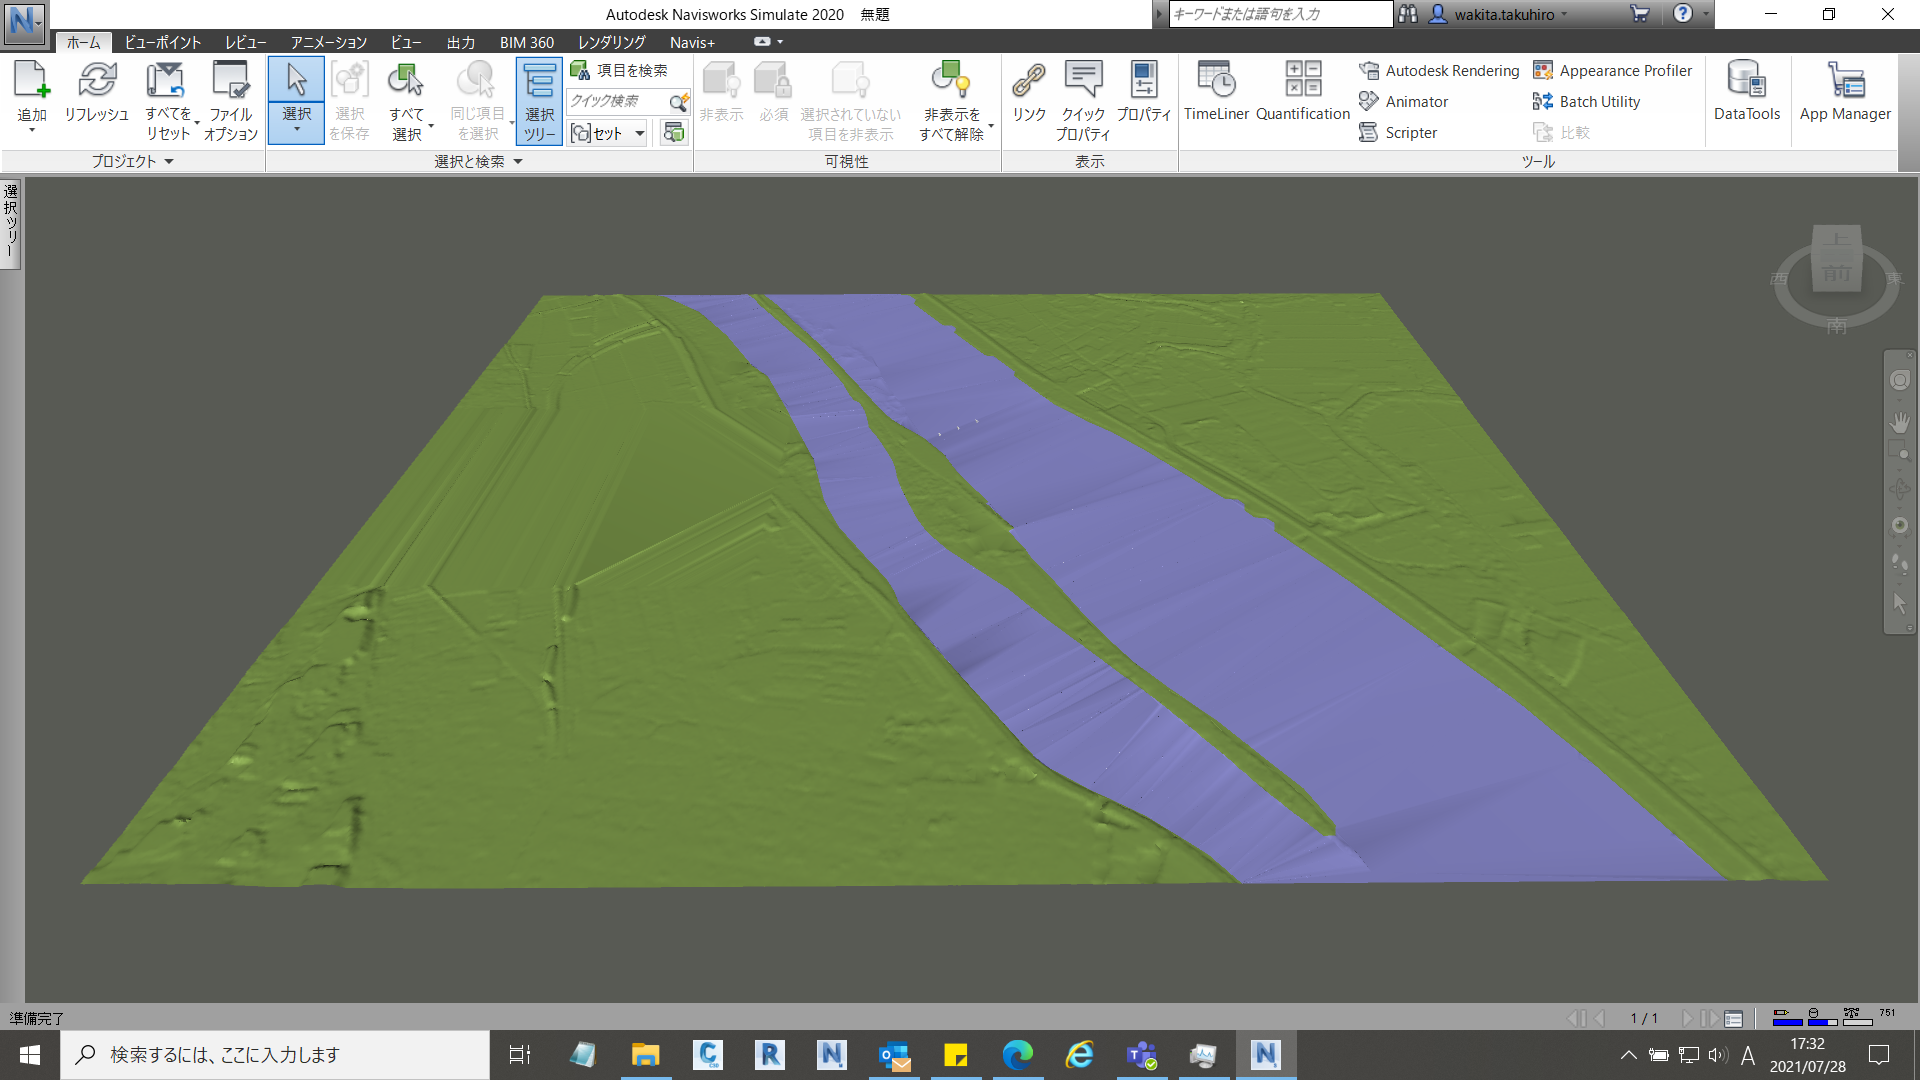 Autodesk Navisworks Simulate 2020 無題
キーワードまたは語句を入力
wakita.takuhiro
ホーム ビューポイント レビュー アニメーション ビュー 出力 BIM 360 レンダリング Navis+
追加
リフレッシュ
すべてを
リセット
ファイル
オプション
プロジェクト
選択
選択
を保存
すべて
選択
同じ項目
を選択
選択
ツリー
項目を検索
クイック検索
セット
選択と検索
非表示
必須
選択されていない
項目を非表示
非表示を
すべて解除
可視性
リンク
クイック
プロパティ
プロパティ
表示
TimeLiner
Quantification
Autodesk Rendering
Animator
Scripter
Appearance Profiler
Batch Utility
比較
ツール
DataTools
App Manager
選択ツリー
上
前
西
東
南
準備完了
1 / 1
751
検索するには、ここに入力します
A
17:32
2021/07/28